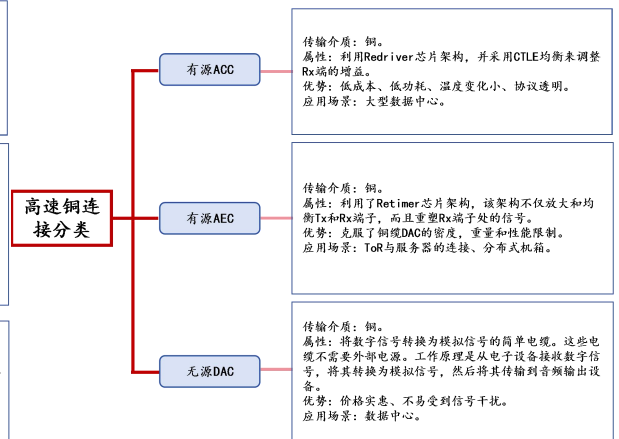 有源ACC
传输介质：铜。
属性：利用Redriver芯片架构，并采用CTLE均衡来调整
Rx端的增益。
优势：低成本、低功耗、温度变化小、协议透明。
应用场景：大型数据中心。
高速铜连
接分类
有源AEC
传输介质：铜。
属性：利用了Retimer芯片架构，该架构不仅放大和均
衡Tx和Rx端子，而且重塑Rx端子处的信号。
优势：克服了铜缆DAC的密度，重量和性能限制。
应用场景：ToR与服务器的连接、分布式机箱。
无源DAC
传输介质：铜。
属性：将数字信号转换为模拟信号的简单电缆。这些电
缆不需要外部电源。工作原理是从电子设备接收数字信
号，将其转换为模拟信号，然后将其传输到音频输出设
备。
优势：价格实惠、不易受到信号干扰。
应用场景：数据中心。